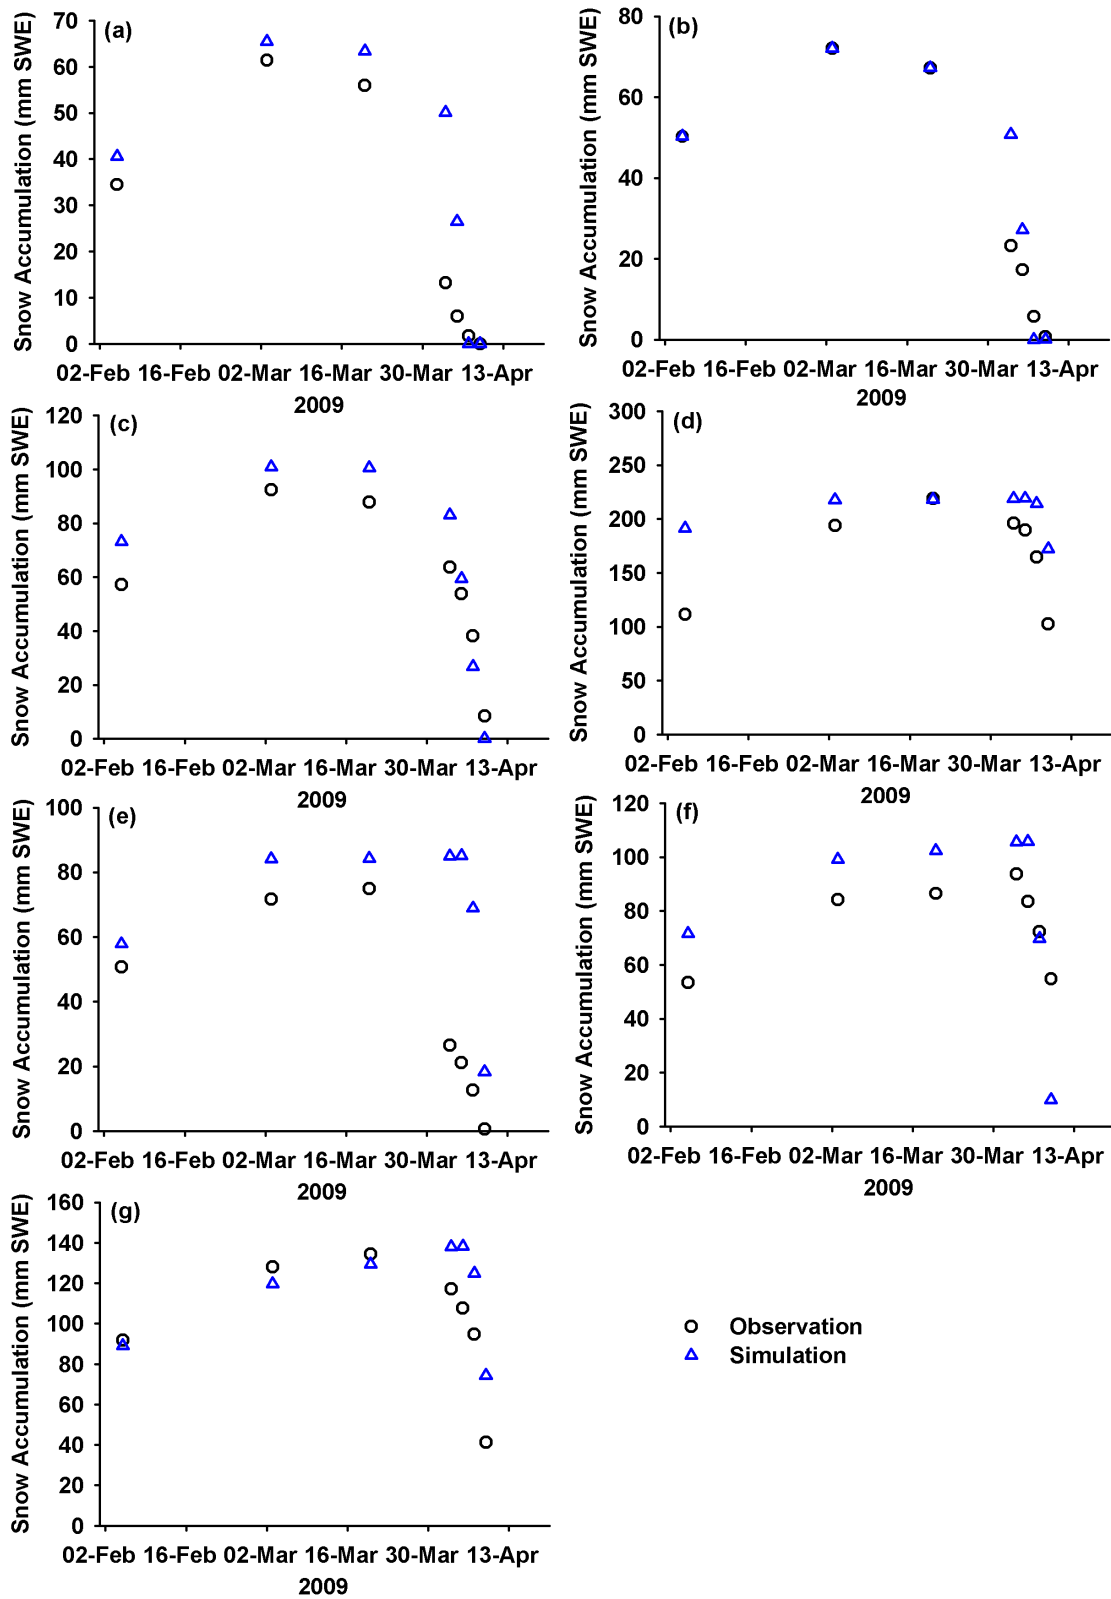 (a)
Snow Accumulation (mm SWE)
70
60
50
40
30
20
10
0
02-Feb 16-Feb 02-Mar 16-Mar 30-Mar 13-Apr
2009
(b)
Snow Accumulation (mm SWE)
80
60
40
20
0
02-Feb 16-Feb 02-Mar 16-Mar 30-Mar 13-Apr
2009
(c)
Snow Accumulation (mm SWE)
120
100
80
60
40
20
0
02-Feb 16-Feb 02-Mar 16-Mar 30-Mar 13-Apr
2009
(d)
Snow Accumulation (mm SWE)
300
250
200
150
100
50
0
02-Feb 16-Feb 02-Mar 16-Mar 30-Mar 13-Apr
2009
(e)
Snow Accumulation (mm SWE)
100
80
60
40
20
0
02-Feb 16-Feb 02-Mar 16-Mar 30-Mar 13-Apr
2009
(f)
Snow Accumulation (mm SWE)
120
100
80
60
40
20
0
02-Feb 16-Feb 02-Mar 16-Mar 30-Mar 13-Apr
2009
(g)
Snow Accumulation (mm SWE)
160
140
120
100
80
60
40
20
0
02-Feb 16-Feb 02-Mar 16-Mar 30-Mar 13-Apr
2009
Observation
Simulation